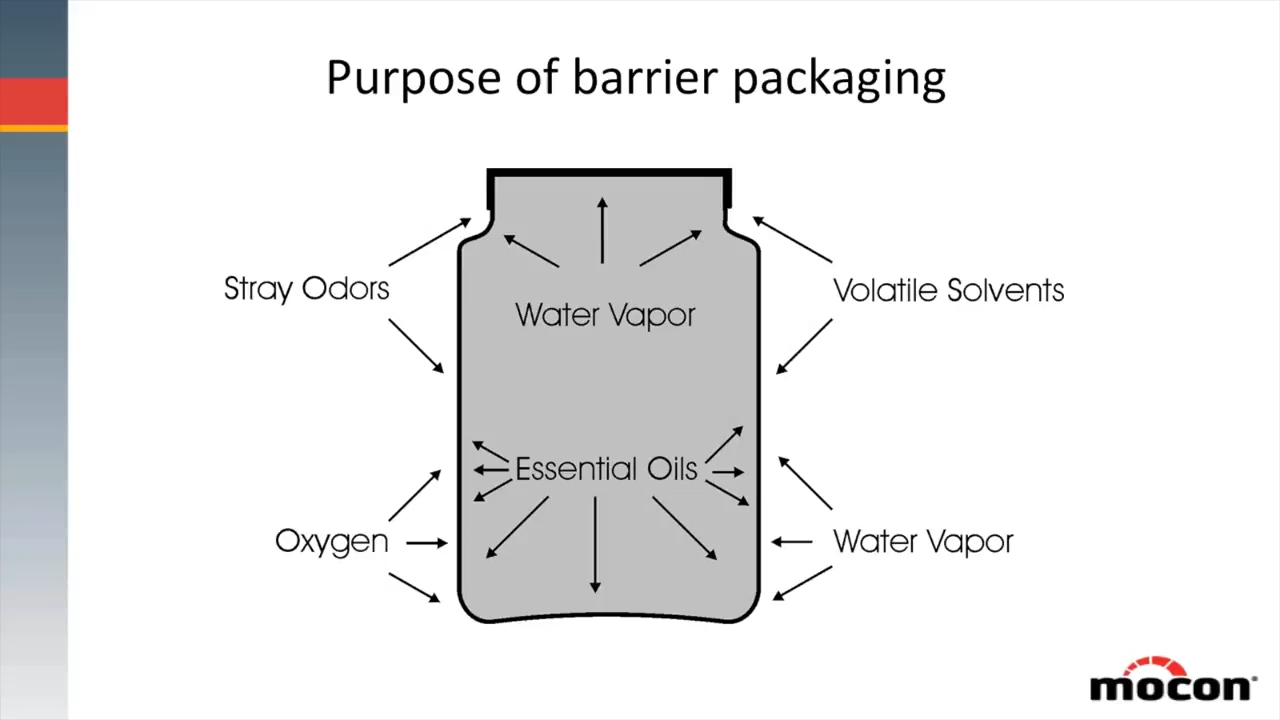 Purpose of barrier packaging
Stray Odors
Water Vapor
Volatile Solvents
Essential Oils
Oxygen
Water Vapor
mocon